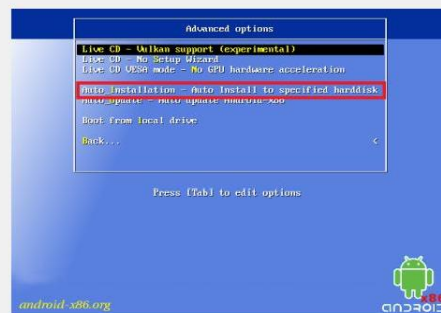 Advanced options
Live CD - Vulkan support (experimental)
Live CD - No Setup Wizard
Live CD VESA mode - No GPU hardware acceleration
Auto_Installation - Auto Install to specified harddisk
Auto_Update - Auto Update Android-x86
Boot from local drive
Back... <
Press [Tab] to edit options
android-x86.org
x86
android